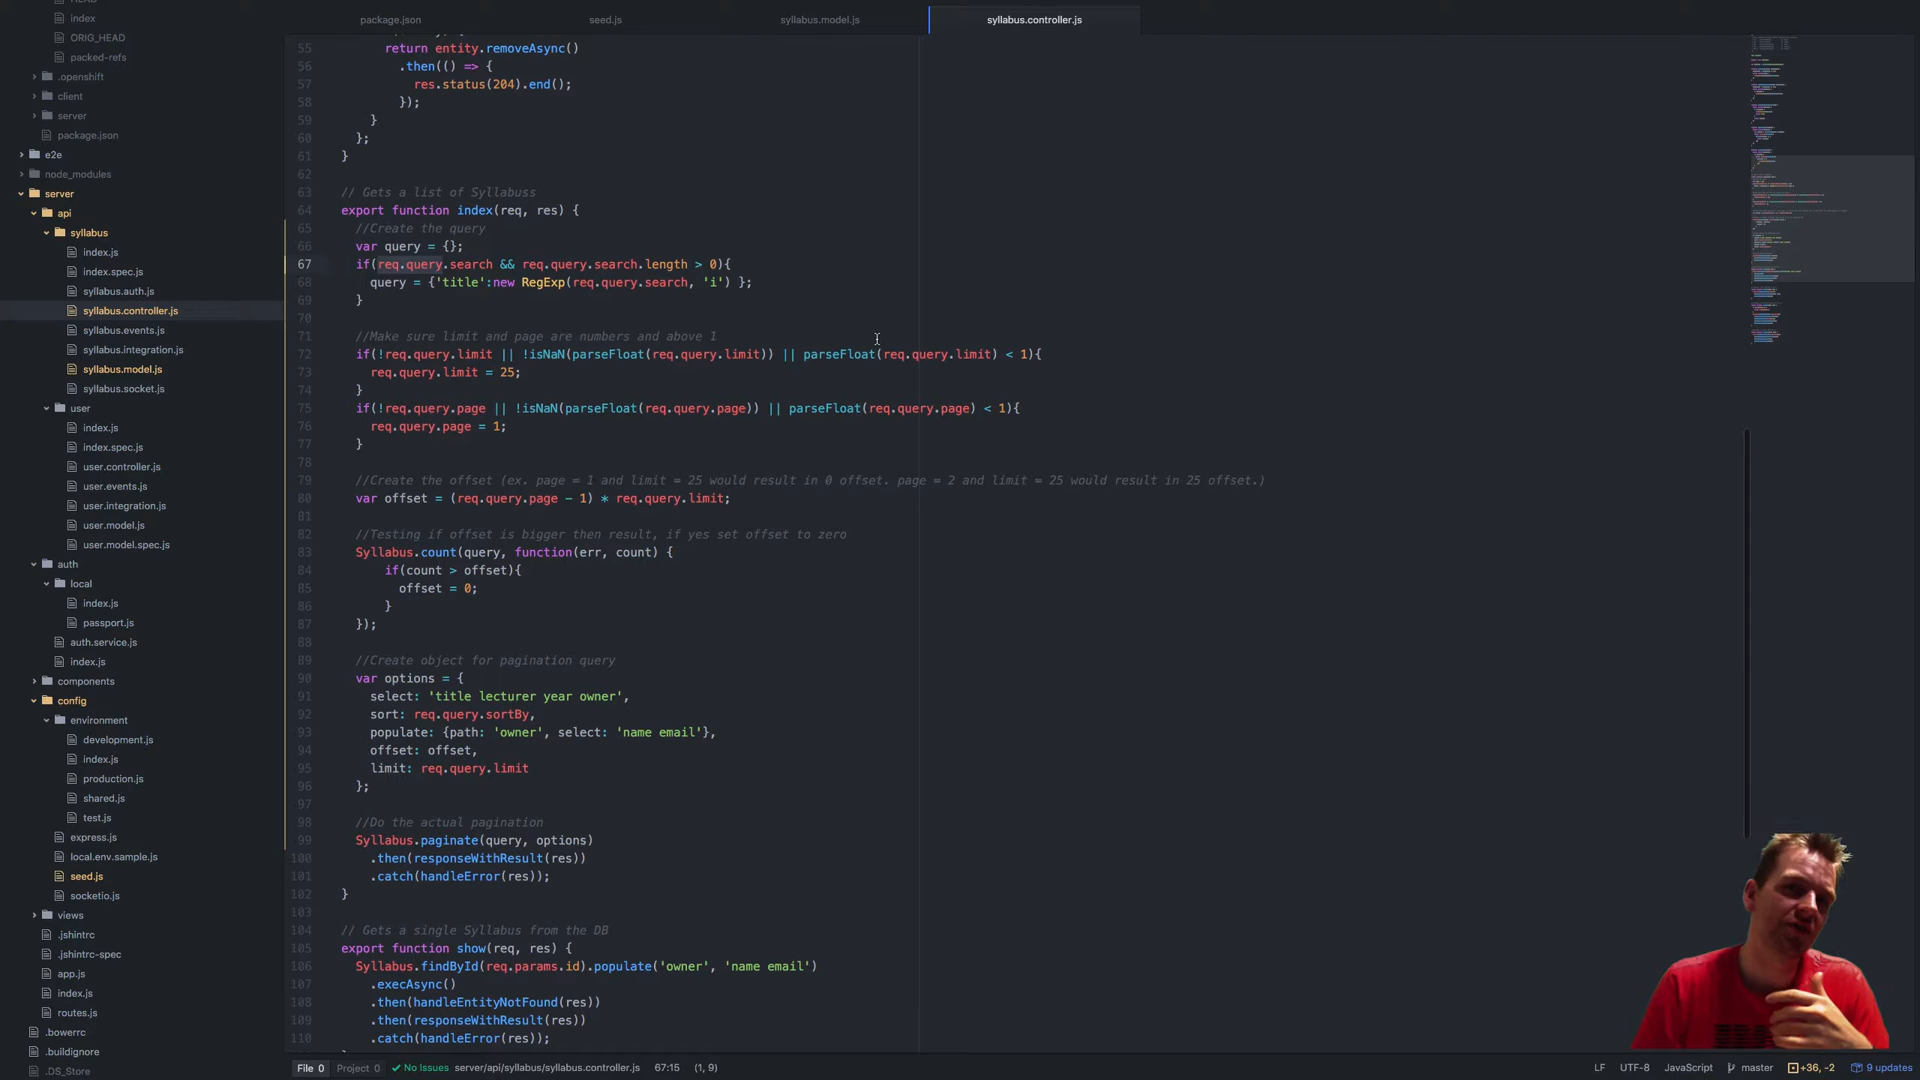 package.json
seed.js
syllabus.model.js
syllabus.controller.js
HEAD
index
ORIG_HEAD
packed-refs
.openshift
client
server
package.json
e2e
node_modules
server
api
syllabus
index.js
index.spec.js
syllabus.auth.js
syllabus.controller.js
syllabus.events.js
syllabus.integration.js
syllabus.model.js
syllabus.socket.js
user
index.js
index.spec.js
user.controller.js
user.events.js
user.integration.js
user.model.js
user.model.spec.js
auth
local
index.js
passport.js
auth.service.js
index.js
components
config
environment
development.js
index.js
production.js
shared.js
test.js
express.js
local.env.sample.js
seed.js
socketio.js
views
.jshintrc
.jshintrc-spec
app.js
index.js
routes.js
.bowerrc
.buildignore
.DS_Store
55 return entity.removeAsync()
56 .then(() => {
57 res.status(204).end();
58 });
59 }
60 };
61 }
62
63 // Gets a list of Syllabuss
64 export function index(req, res) {
65 //Create the query
66 var query = {};
67 if(req.query.search && req.query.search.length > 0){
68 query = {'title':new RegExp(req.query.search, 'i') };
69 }
70
71 //Make sure limit and page are numbers and above 1
72 if(!req.query.limit || !isNaN(parseFloat(req.query.limit)) || parseFloat(req.query.limit) < 1){
73 req.query.limit = 25;
74 }
75 if(!req.query.page || !isNaN(parseFloat(req.query.page)) || parseFloat(req.query.page) < 1){
76 req.query.page = 1;
77 }
78
79 //Create the offset (ex. page = 1 and limit = 25 would result in 0 offset. page = 2 and limit = 25 would result in 25 offset.)
80 var offset = (req.query.page - 1) * req.query.limit;
81
82 //Testing if offset is bigger then result, if yes set offset to zero
83 Syllabus.count(query, function(err, count) {
84 if(count > offset){
85 offset = 0;
86 }
87 });
88
89 //Create object for pagination query
90 var options = {
91 select: 'title lecturer year owner',
92 sort: req.query.sortBy,
93 populate: {path: 'owner', select: 'name email'},
94 offset: offset,
95 limit: req.query.limit
96 };
97
98 //Do the actual pagination
99 Syllabus.paginate(query, options)
100 .then(responseWithResult(res))
101 .catch(handleError(res));
102 }
103
104 // Gets a single Syllabus from the DB
105 export function show(req, res) {
106 Syllabus.findById(req.params.id).populate('owner', 'name email')
107 .execAsync()
108 .then(handleEntityNotFound(res))
109 .then(responseWithResult(res))
110 .catch(handleError(res));
File 0 Project 0 No Issues server/api/syllabus/syllabus.controller.js 67:15 (1, 9) LF UTF-8 JavaScript master +36, -2 9 updates